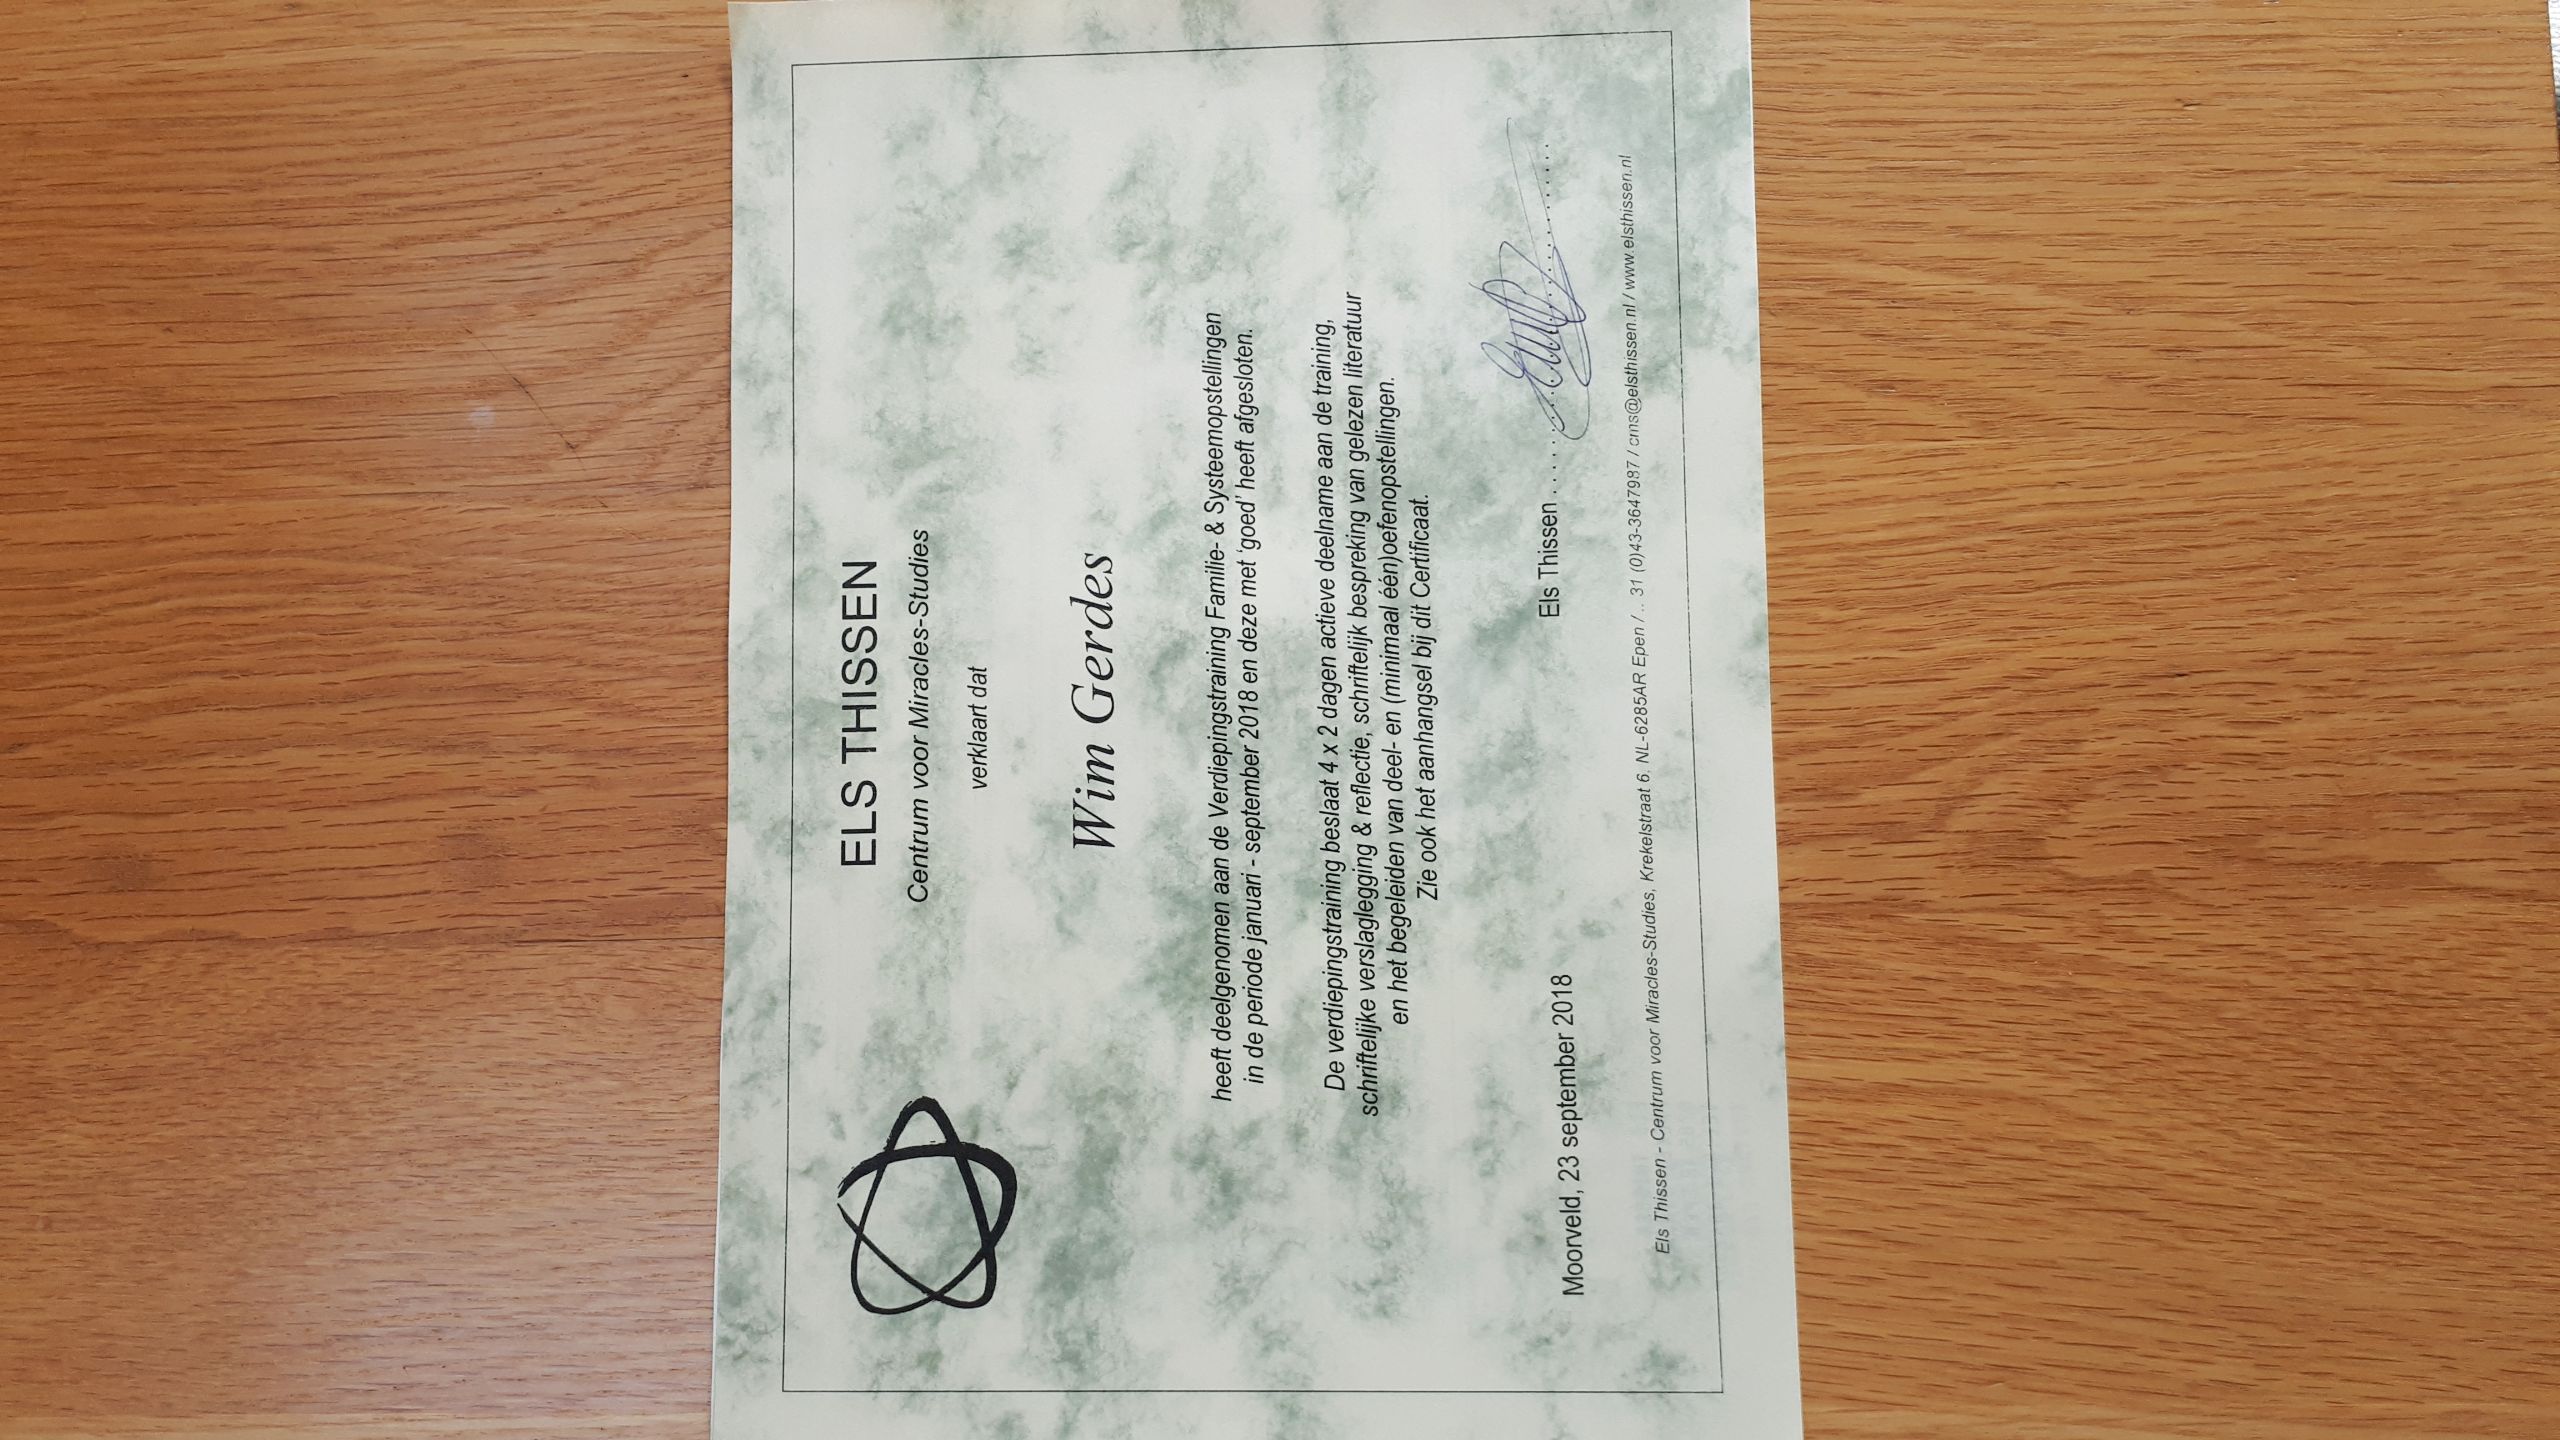 ELS THISSEN
Centrum voor Miracles-Studies
verklaart dat
Wim Gerdes
heeft deelgenomen aan de Verdiepingstraining Familie- & Systeemopstellingen
in de periode januari - september 2018 en deze met 'goed' heeft afgesloten.
De verdiepingstraining beslaat 4 x 2 dagen actieve deelname aan de training,
schriftelijke verslaglegging & reflectie, schriftelijk bespreking van gelezen literatuur
en het begeleiden van deel- en (minimaal één)oefenopstellingen.
Zie ook het aanhangsel bij dit Certificaat.
Moorveld, 23 september 2018 Els Thissen
Els Thissen - Centrum voor Miracles-Studies, Krekelstraat 6, NL-6285AR Epen / .. 31 (0)43-3647987 / cms@elsthissen.nl / www.elsthissen.nl